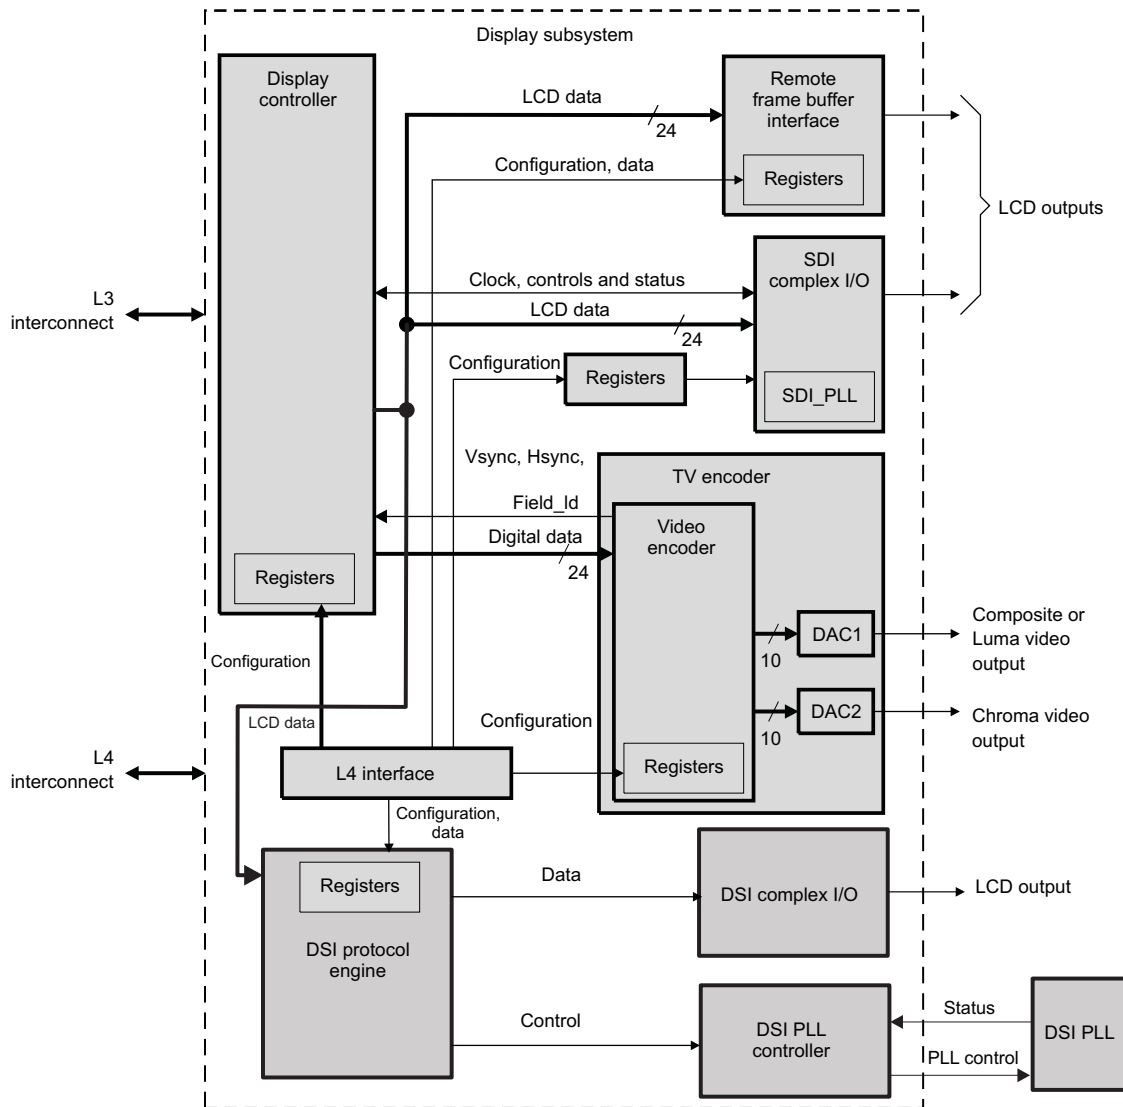 Display subsystem
Display
controller
LCD data
24
Remote
frame buffer
interface
Configuration, data
Registers
LCD outputs
L3
interconnect
Clock, controls and status
LCD data
24
SDI
complex I/O
Configuration
Registers
SDI_PLL
Vsync, Hsync,
Field_Id
Digital data
24
TV encoder
Video
encoder
Registers
Configuration
10
DAC1
Composite or
Luma video
output
10
DAC2
Chroma video
output
LCD data
Configuration
Registers
L4
interconnect
L4 interface
Configuration,
data
Registers
DSI protocol
engine
Data
DSI complex I/O
LCD output
Control
DSI PLL
controller
Status
PLL control
DSI PLL